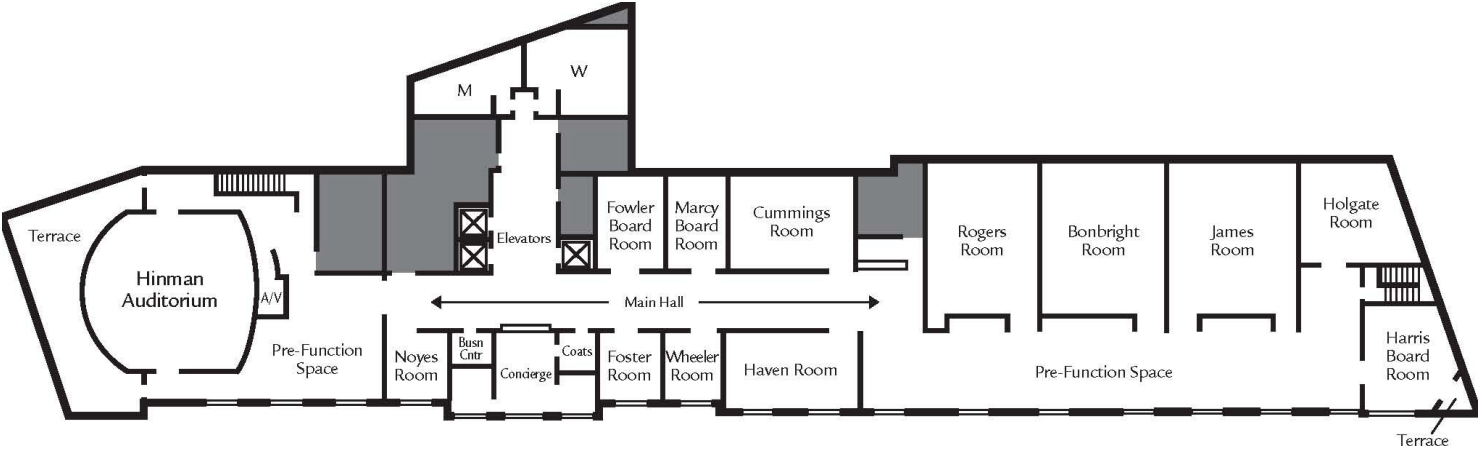 M
W
Terrace
Hinman
Auditorium
A/V
Pre-Function
Space
Elevators
Fowler
Board
Room
Marcy
Board
Room
Cummings
Room
Rogers
Room
Bonbright
Room
James
Room
Holgate
Room
Main Hall
Noyes
Room
Busn
Cntr
Concierge
Coats
Foster
Room
Wheeler
Room
Haven Room
Pre-Function Space
Harris
Board
Room
Terrace